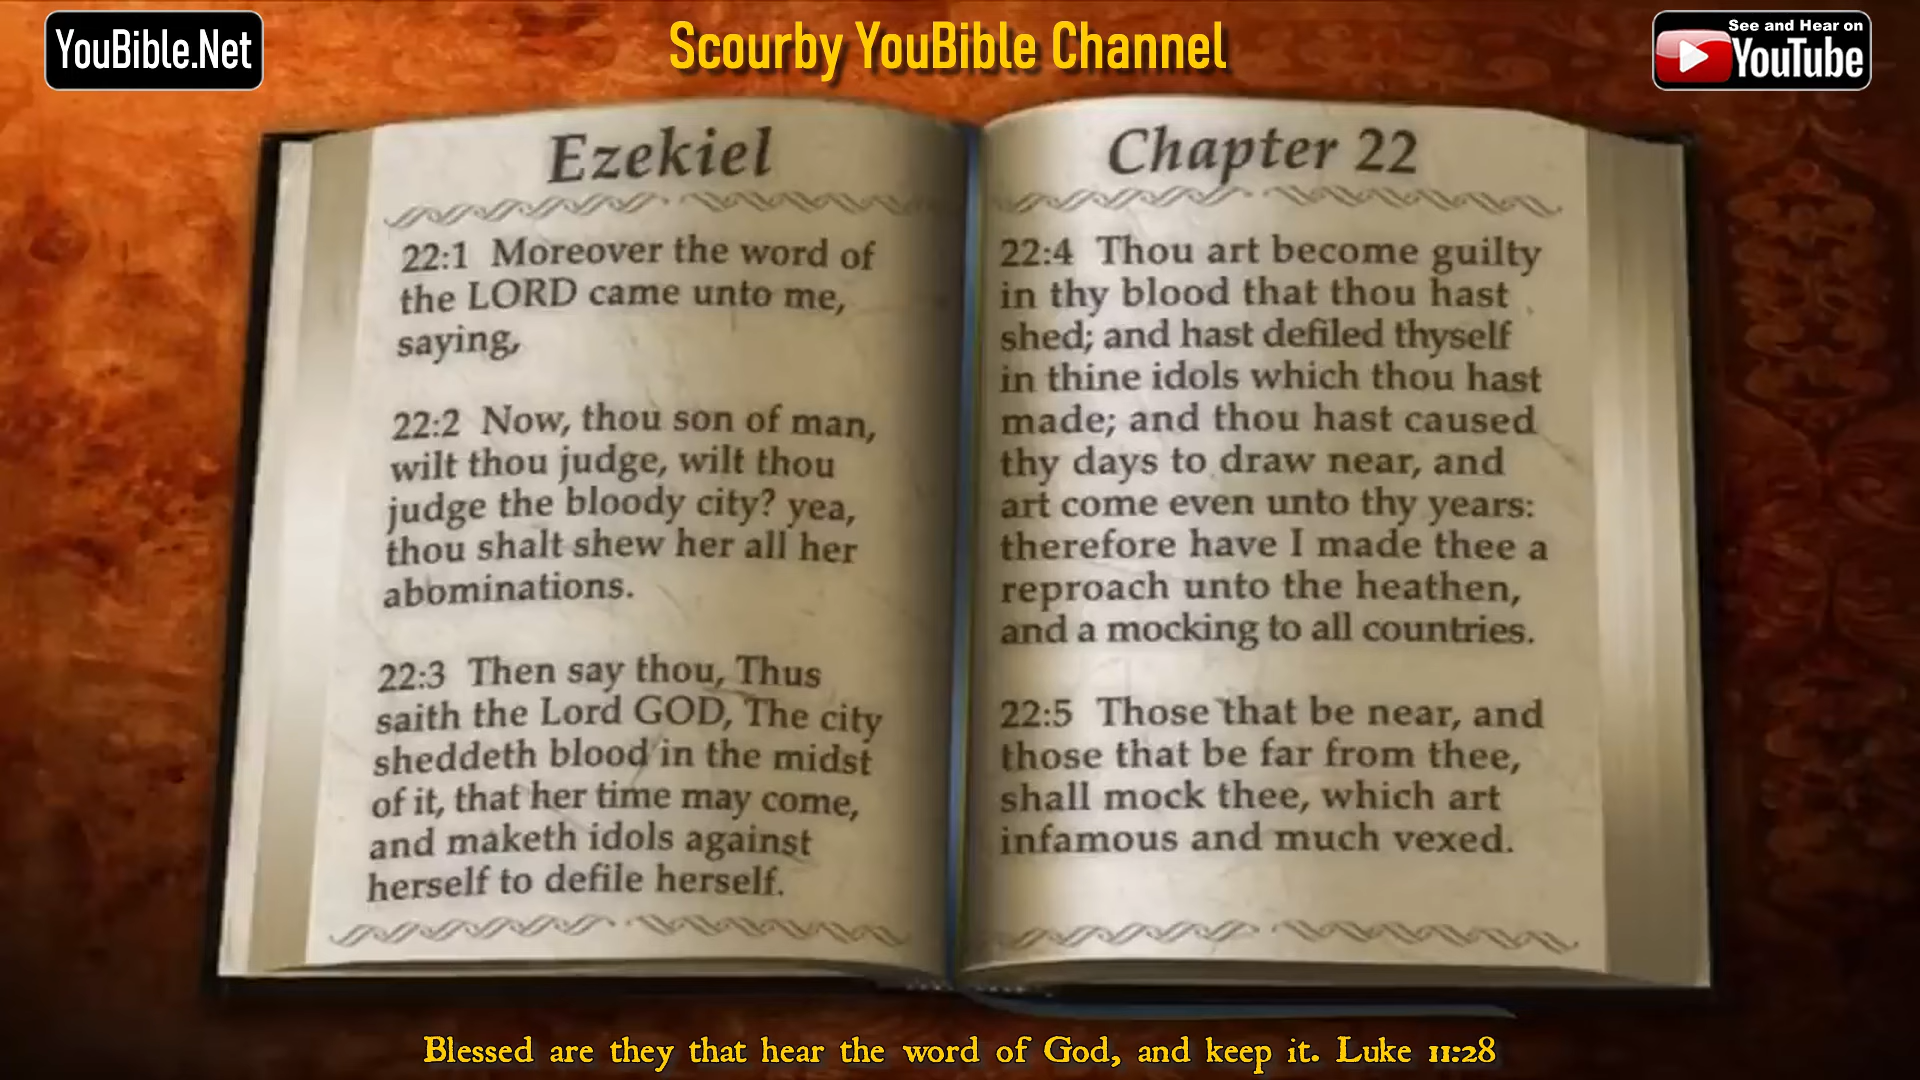 YouBible.Net
Scourby YouBible Channel
See and Hear on
YouTube
Ezekiel
22:1 Moreover the word of
the LORD came unto me,
saying,
22:2 Now, thou son of man,
wilt thou judge, wilt thou
judge the bloody city? yea,
thou shalt shew her all her
abominations.
22:3 Then say thou, Thus
saith the Lord GOD, The city
sheddeth blood in the midst
of it, that her time may come,
and maketh idols against
herself to defile herself.
Chapter 22
22:4 Thou art become guilty
in thy blood that thou hast
shed; and hast defiled thyself
in thine idols which thou hast
made; and thou hast caused
thy days to draw near, and
art come even unto thy years:
therefore have I made thee a
reproach unto the heathen,
and a mocking to all countries.
22:5 Those that be near, and
those that be far from thee,
shall mock thee, which art
infamous and much vexed.
Blessed are they that hear the word of God, and keep it. Luke 11:28